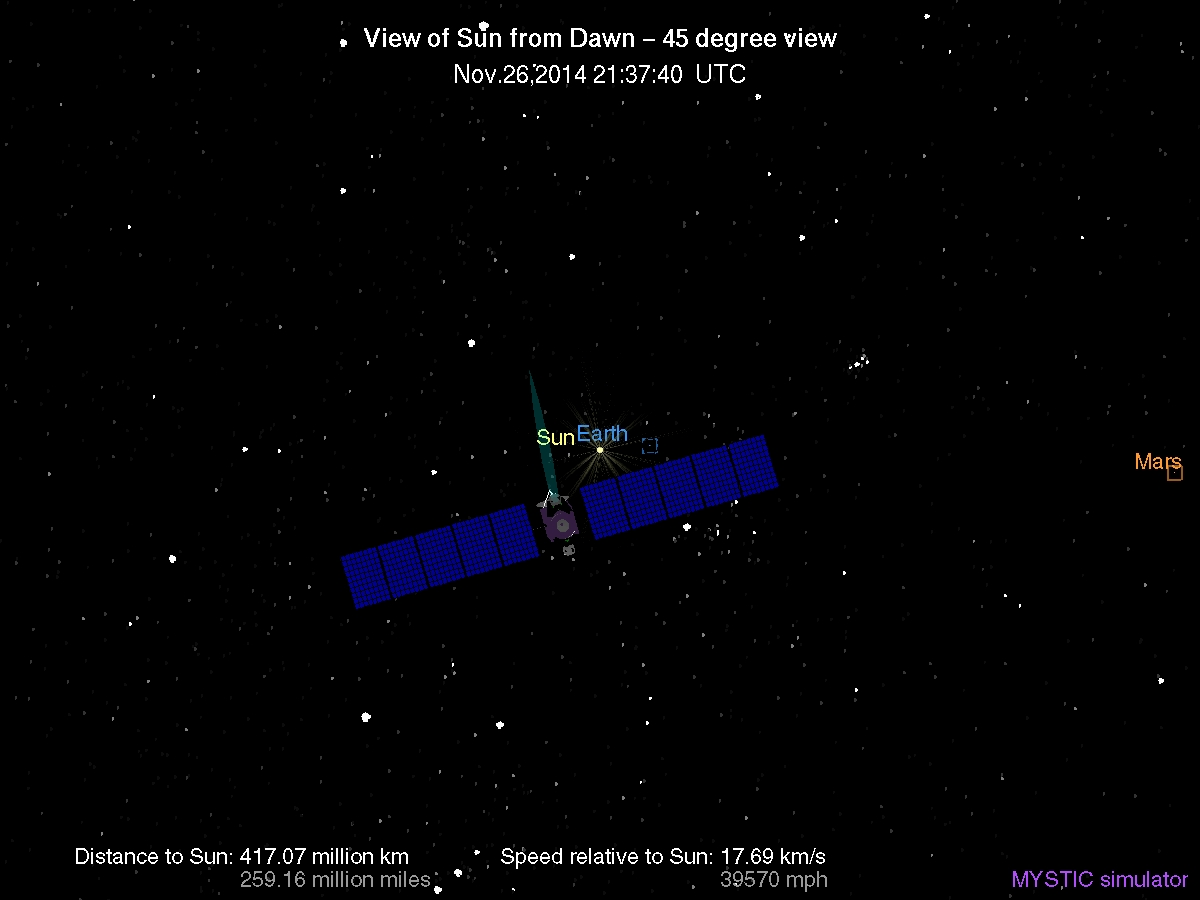 View of Sun from Dawn – 45 degree view
Nov.26,2014 21:37:40 UTC
Sun Earth
Mars
Distance to Sun: 417.07 million km
259.16 million miles
Speed relative to Sun: 17.69 km/s
39570 mph
MYSTIC simulator